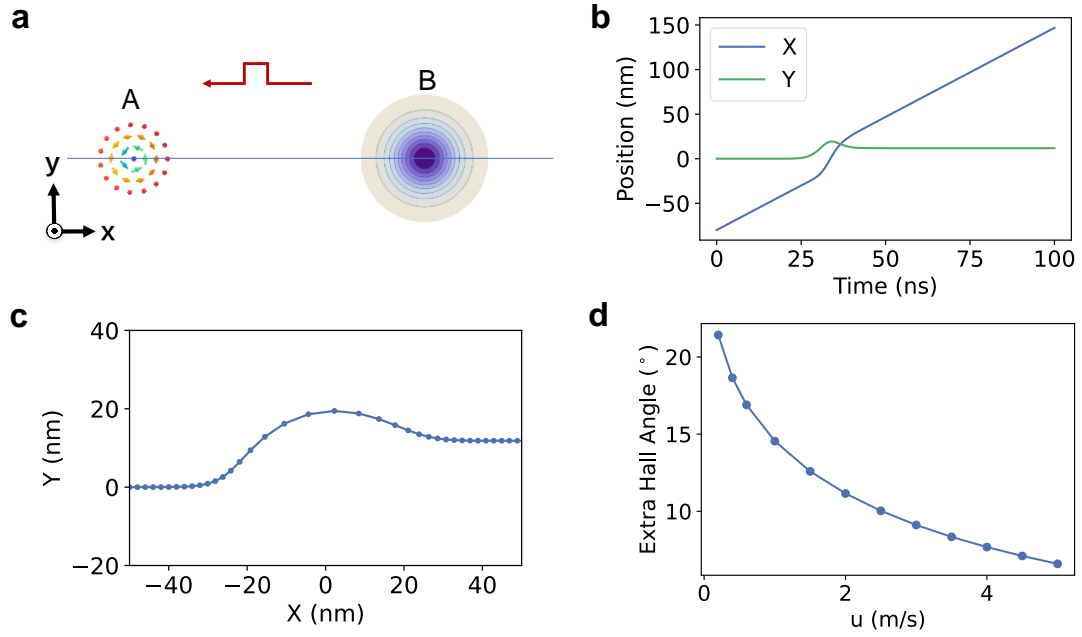 a
A
B
y
x
b
X
Y
150
100
50
0
−50
Position (nm)
0
25
50
75
100
Time (ns)
c
40
20
0
−20
Y (nm)
−40
−20
0
20
40
X (nm)
d
20
15
10
Extra Hall Angle (°)
0
2
4
u (m/s)